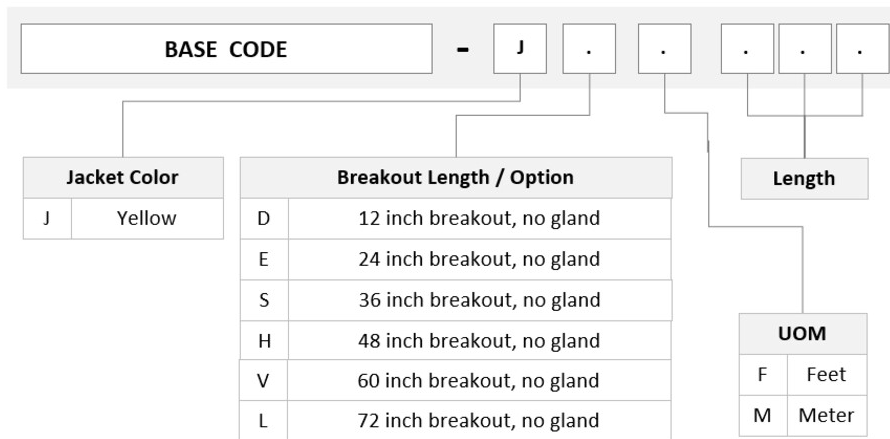 BASE CODE - J . . . . .
Jacket Color
J Yellow
Breakout Length / Option
D 12 inch breakout, no gland
E 24 inch breakout, no gland
S 36 inch breakout, no gland
H 48 inch breakout, no gland
V 60 inch breakout, no gland
L 72 inch breakout, no gland
Length
UOM
F Feet
M Meter